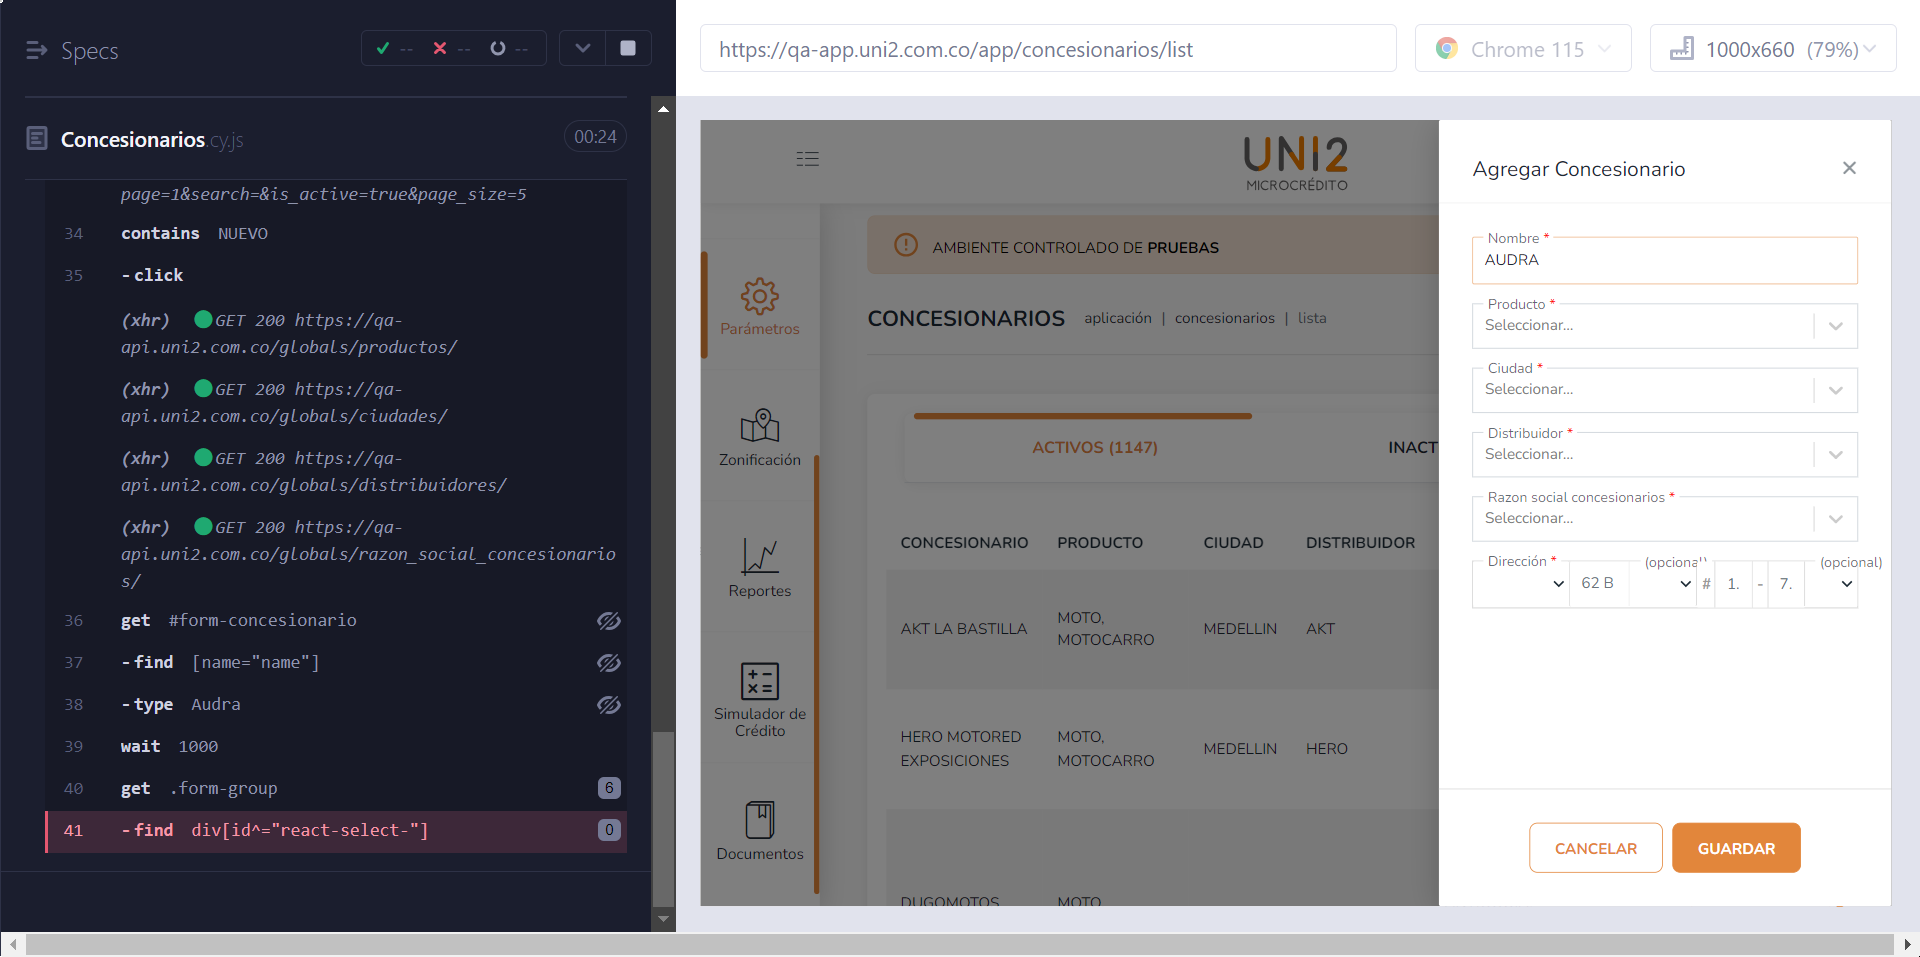 Specs
-- -- --
Concesionarios.cy.js
00:24
page=1&search=&is_active=true&page_size=5
34 contains NUEVO
35 -click
(xhr) GET 200 https://qa-
api.uni2.com.co/globals/productos/
(xhr) GET 200 https://qa-
api.uni2.com.co/globals/ciudades/
(xhr) GET 200 https://qa-
api.uni2.com.co/globals/distribuidores/
(xhr) GET 200 https://qa-
api.uni2.com.co/globals/razon_social_concesionario
s/
36 get #form-concesionario
37 -find [name="name"]
38 -type Audra
39 wait 1000
40 get .form-group 6
41 -find div[id^="react-select-"] 0
https://qa-app.uni2.com.co/app/concesionarios/list
Chrome 115
1000x660 (79%)
UNI2
MICROCRÉDITO
Parámetros
Zonificación
Reportes
Simulador de
Crédito
Documentos
AMBIENTE CONTROLADO DE PRUEBAS
CONCESIONARIOS aplicación | concesionarios | lista
ACTIVOS (1147) INACT
CONCESIONARIO PRODUCTO CIUDAD DISTRIBUIDOR
AKT LA BASTILLA MOTO, MOTOCARRO MEDELLIN AKT
HERO MOTORED EXPOSICIONES MOTO, MOTOCARRO MEDELLIN HERO
DUGOMOTOS MOTO
Agregar Concesionario
Nombre *
AUDRA
Producto *
Seleccionar...
Ciudad *
Seleccionar...
Distribuidor *
Seleccionar...
Razon social concesionarios *
Seleccionar...
Dirección * (opcional) (opcional)
62 B # 1. - 7.
CANCELAR GUARDAR